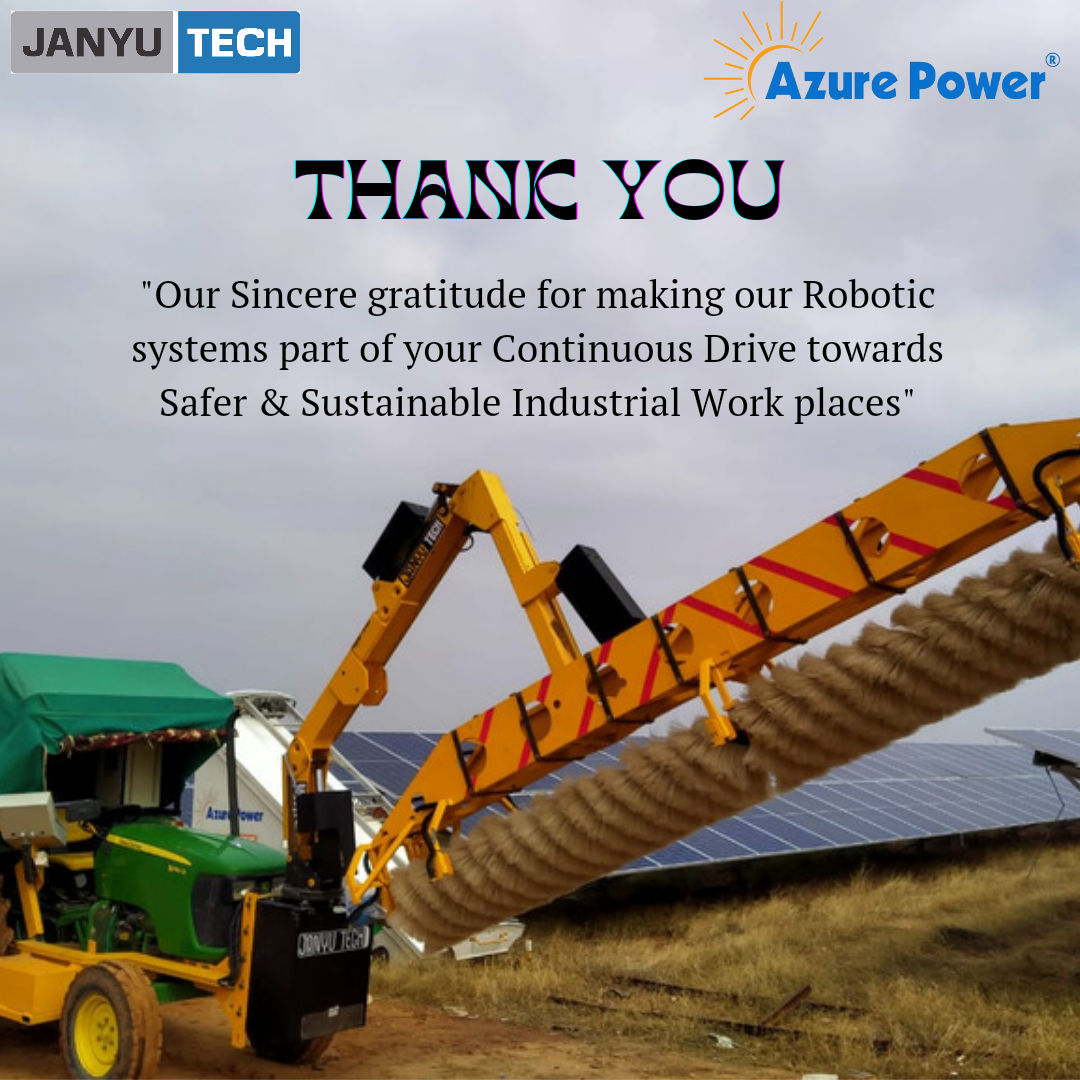 JANYU TECH
Azure Power®
THANK YOU
"Our Sincere gratitude for making our Robotic
systems part of your Continuous Drive towards
Safer & Sustainable Industrial Work places"
JANYU TECH
Azure Power
JANYU TECH